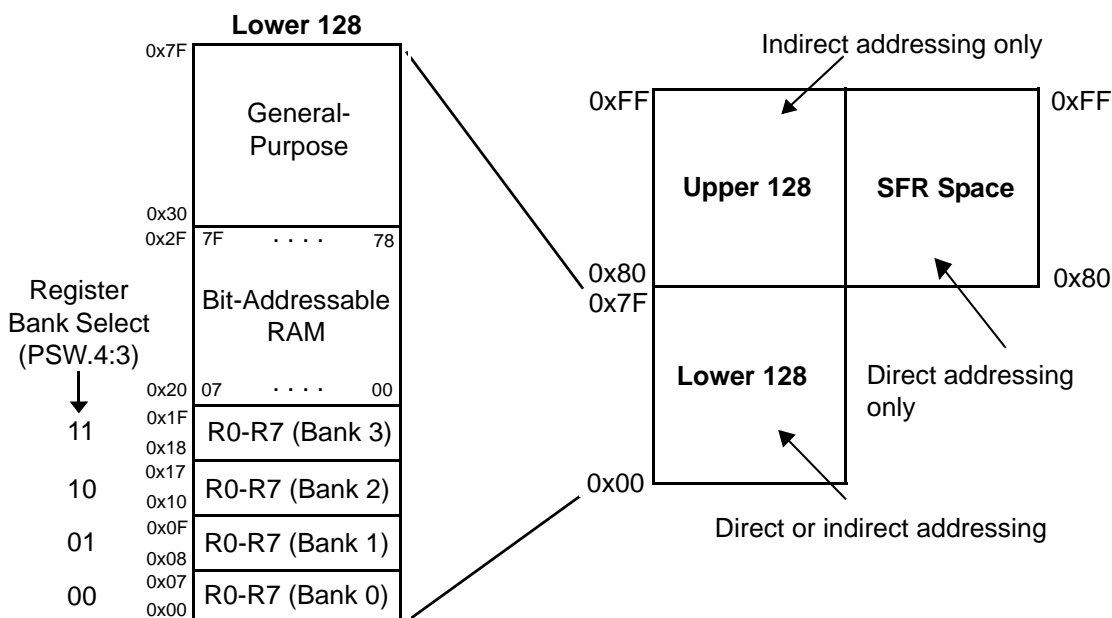 Lower 128
0x7F
General-
Purpose
0x30
0x2F 7F . . . . 78
Bit-Addressable
RAM
0x20 07 . . . . 00
Register
Bank Select
(PSW.4:3)
0x1F
11 R0-R7 (Bank 3)
0x18
0x17
10 R0-R7 (Bank 2)
0x10
0x0F
01 R0-R7 (Bank 1)
0x08
0x07
00 R0-R7 (Bank 0)
0x00
Indirect addressing only
0xFF 0xFF
Upper 128 SFR Space
0x80 0x80
0x7F
Lower 128
Direct addressing
only
0x00
Direct or indirect addressing